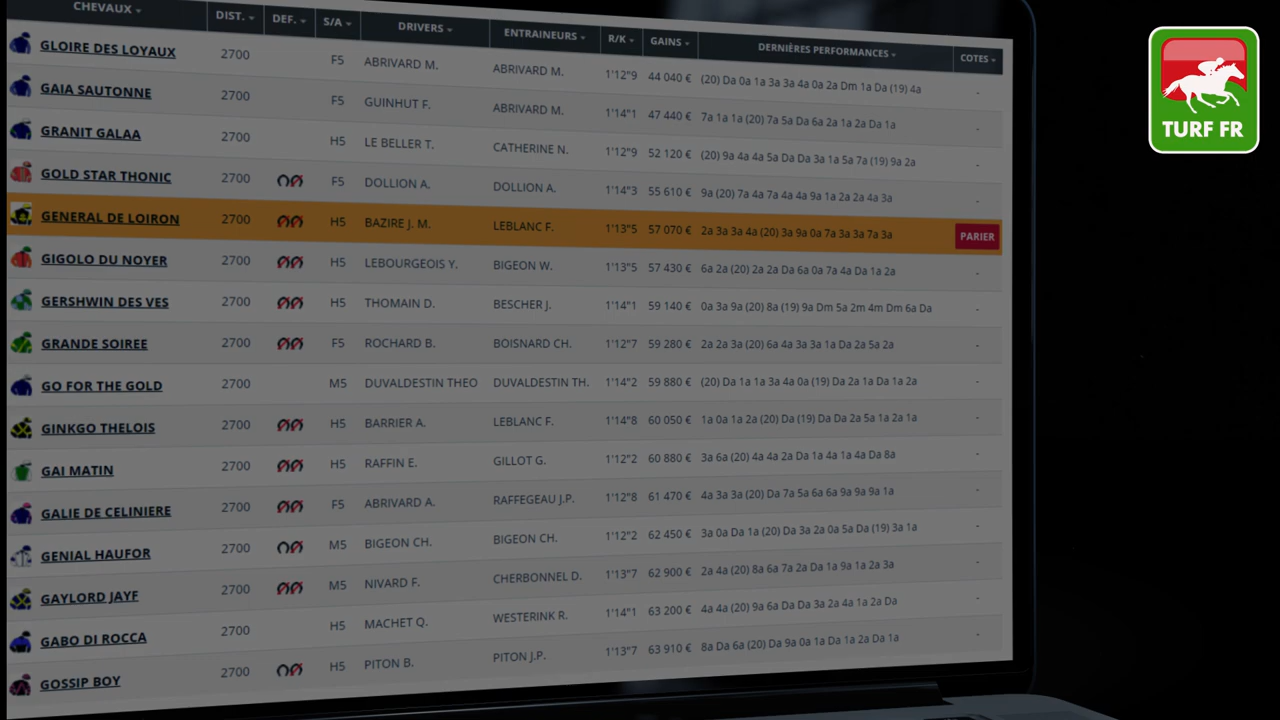 CHEVAUX DIST. DEF. S/A DRIVERS ENTRAINEURS R/K GAINS DERNIÈRES PERFORMANCES COTES
GLOIRE DES LOYAUX 2700 F5 ABRIVARD M. ABRIVARD M. 1'12"9 44 040 € (20) Da 0a 1a 3a 3a 4a 0a 2a Dm 1a Da (19) 4a -
GAIA SAUTONNE 2700 F5 GUINHUT F. ABRIVARD M. 1'14"1 47 440 € 7a 1a 1a (20) 7a 5a Da 6a 2a 1a 2a Da 1a -
GRANIT GALAA 2700 H5 LE BELLER T. CATHERINE N. 1'12"9 52 120 € (20) 9a 4a 4a 5a Da Da 3a 1a 5a 7a (19) 9a 2a -
GOLD STAR THONIC 2700 F5 DOLLION A. DOLLION A. 1'14"3 55 610 € 9a (20) 7a 4a 7a 4a 4a 9a 1a 2a 2a 4a 3a -
GENERAL DE LOIRON 2700 H5 BAZIRE J. M. LEBLANC F. 1'13"5 57 070 € 2a 3a 3a 4a (20) 3a 9a 0a 7a 3a 3a 7a 3a PARIER
GIGOLO DU NOYER 2700 H5 LEBOURGEOIS Y. BIGEON W. 1'13"5 57 430 € 6a 2a (20) 2a 2a Da 6a 0a 7a 4a Da 1a 2a -
GERSHWIN DES VES 2700 H5 THOMAIN D. BESCHER J. 1'14"1 59 140 € 0a 3a 9a (20) 8a (19) 9a Dm 5a 2m 4m Dm 6a Da -
GRANDE SOIREE 2700 F5 ROCHARD B. BOISNARD CH. 1'12"7 59 280 € 2a 2a 3a (20) 6a 4a 3a 3a 1a Da 2a 5a 2a -
GO FOR THE GOLD 2700 M5 DUVALDESTIN THEO DUVALDESTIN TH. 1'14"2 59 880 € (20) Da 1a 1a 3a 4a 0a (19) Da 2a 1a Da 1a 2a -
GINKGO THELOIS 2700 H5 BARRIER A. LEBLANC F. 1'14"8 60 050 € 1a 0a 1a 2a (20) Da (19) Da Da 2a 5a 1a 2a 1a -
GAI MATIN 2700 H5 RAFFIN E. GILLOT G. 1'12"2 60 880 € 3a 6a (20) 4a 4a 2a Da 1a 4a 1a 4a Da 8a -
GALIE DE CELINIERE 2700 F5 ABRIVARD A. RAFFEGEAU J.P. 1'12"8 61 470 € 4a 3a 3a (20) Da 7a 5a 6a 6a 9a 9a 9a 1a -
GENIAL HAUFOR 2700 M5 BIGEON CH. BIGEON CH. 1'12"2 62 450 € 3a 0a Da 1a (20) Da 3a 2a 0a 5a Da (19) 3a 1a -
GAYLORD JAYF 2700 M5 NIVARD F. CHERBONNEL D. 1'13"7 62 900 € 2a 4a (20) 8a 6a 7a 2a Da 1a 9a 1a 2a 3a -
GABO DI ROCCA 2700 H5 MACHET Q. WESTERINK R. 1'14"1 63 200 € 4a 4a (20) 9a 6a Da Da 3a 2a 4a 1a 2a Da -
GOSSIP BOY 2700 H5 PITON B. PITON J.P. 1'13"7 63 910 € 8a Da 6a (20) Da 9a 0a 1a Da 1a 2a Da 1a -
TURF FR